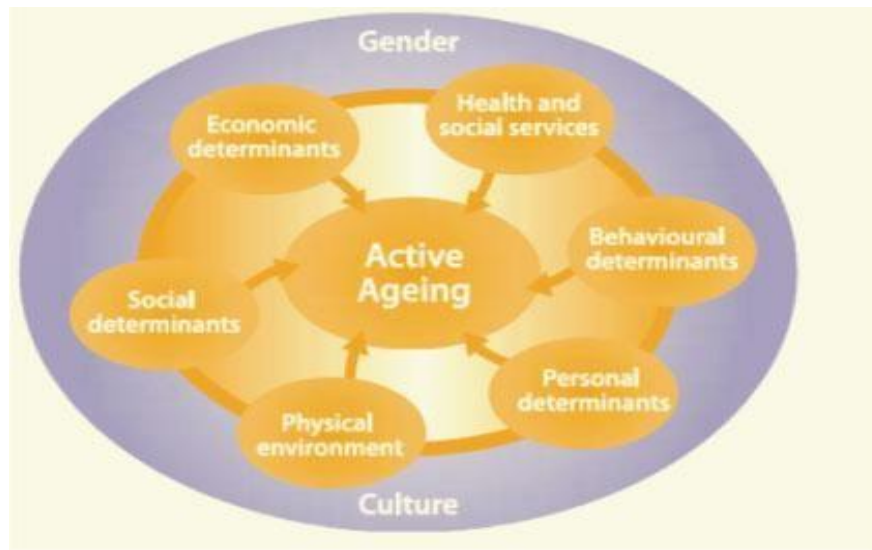 Gender
Economic
determinants
Health and
social services
Behavioural
determinants
Active
Ageing
Social
determinants
Personal
determinants
Physical
environment
Culture